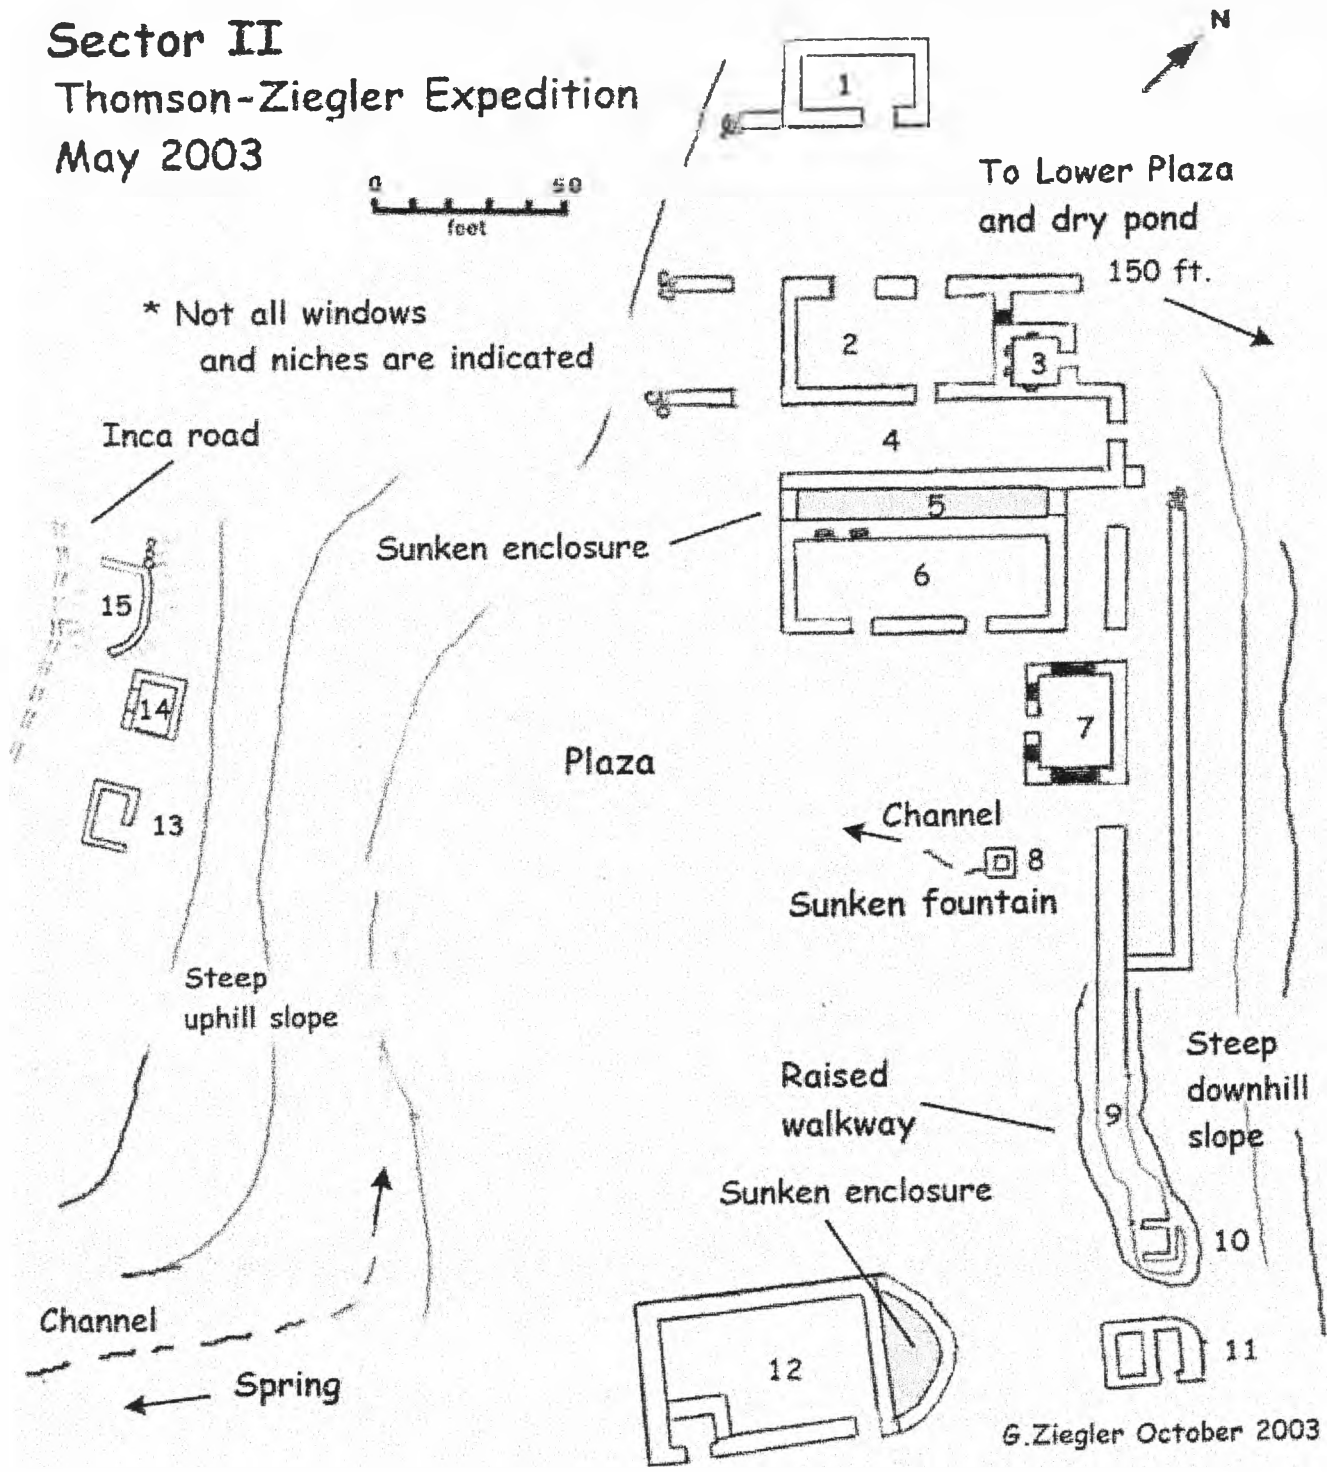 Sector II
Thomson-Ziegler Expedition
May 2003
N
0 50
feet
1
To Lower Plaza
and dry pond
150 ft.
* Not all windows
and niches are indicated
2
3
Inca road
4
5
Sunken enclosure
6
15
14
7
Plaza
13
Channel
8
Sunken fountain
Steep
uphill slope
Raised
walkway
9
Steep
downhill
slope
Sunken enclosure
10
Channel
11
12
Spring
G.Ziegler October 2003